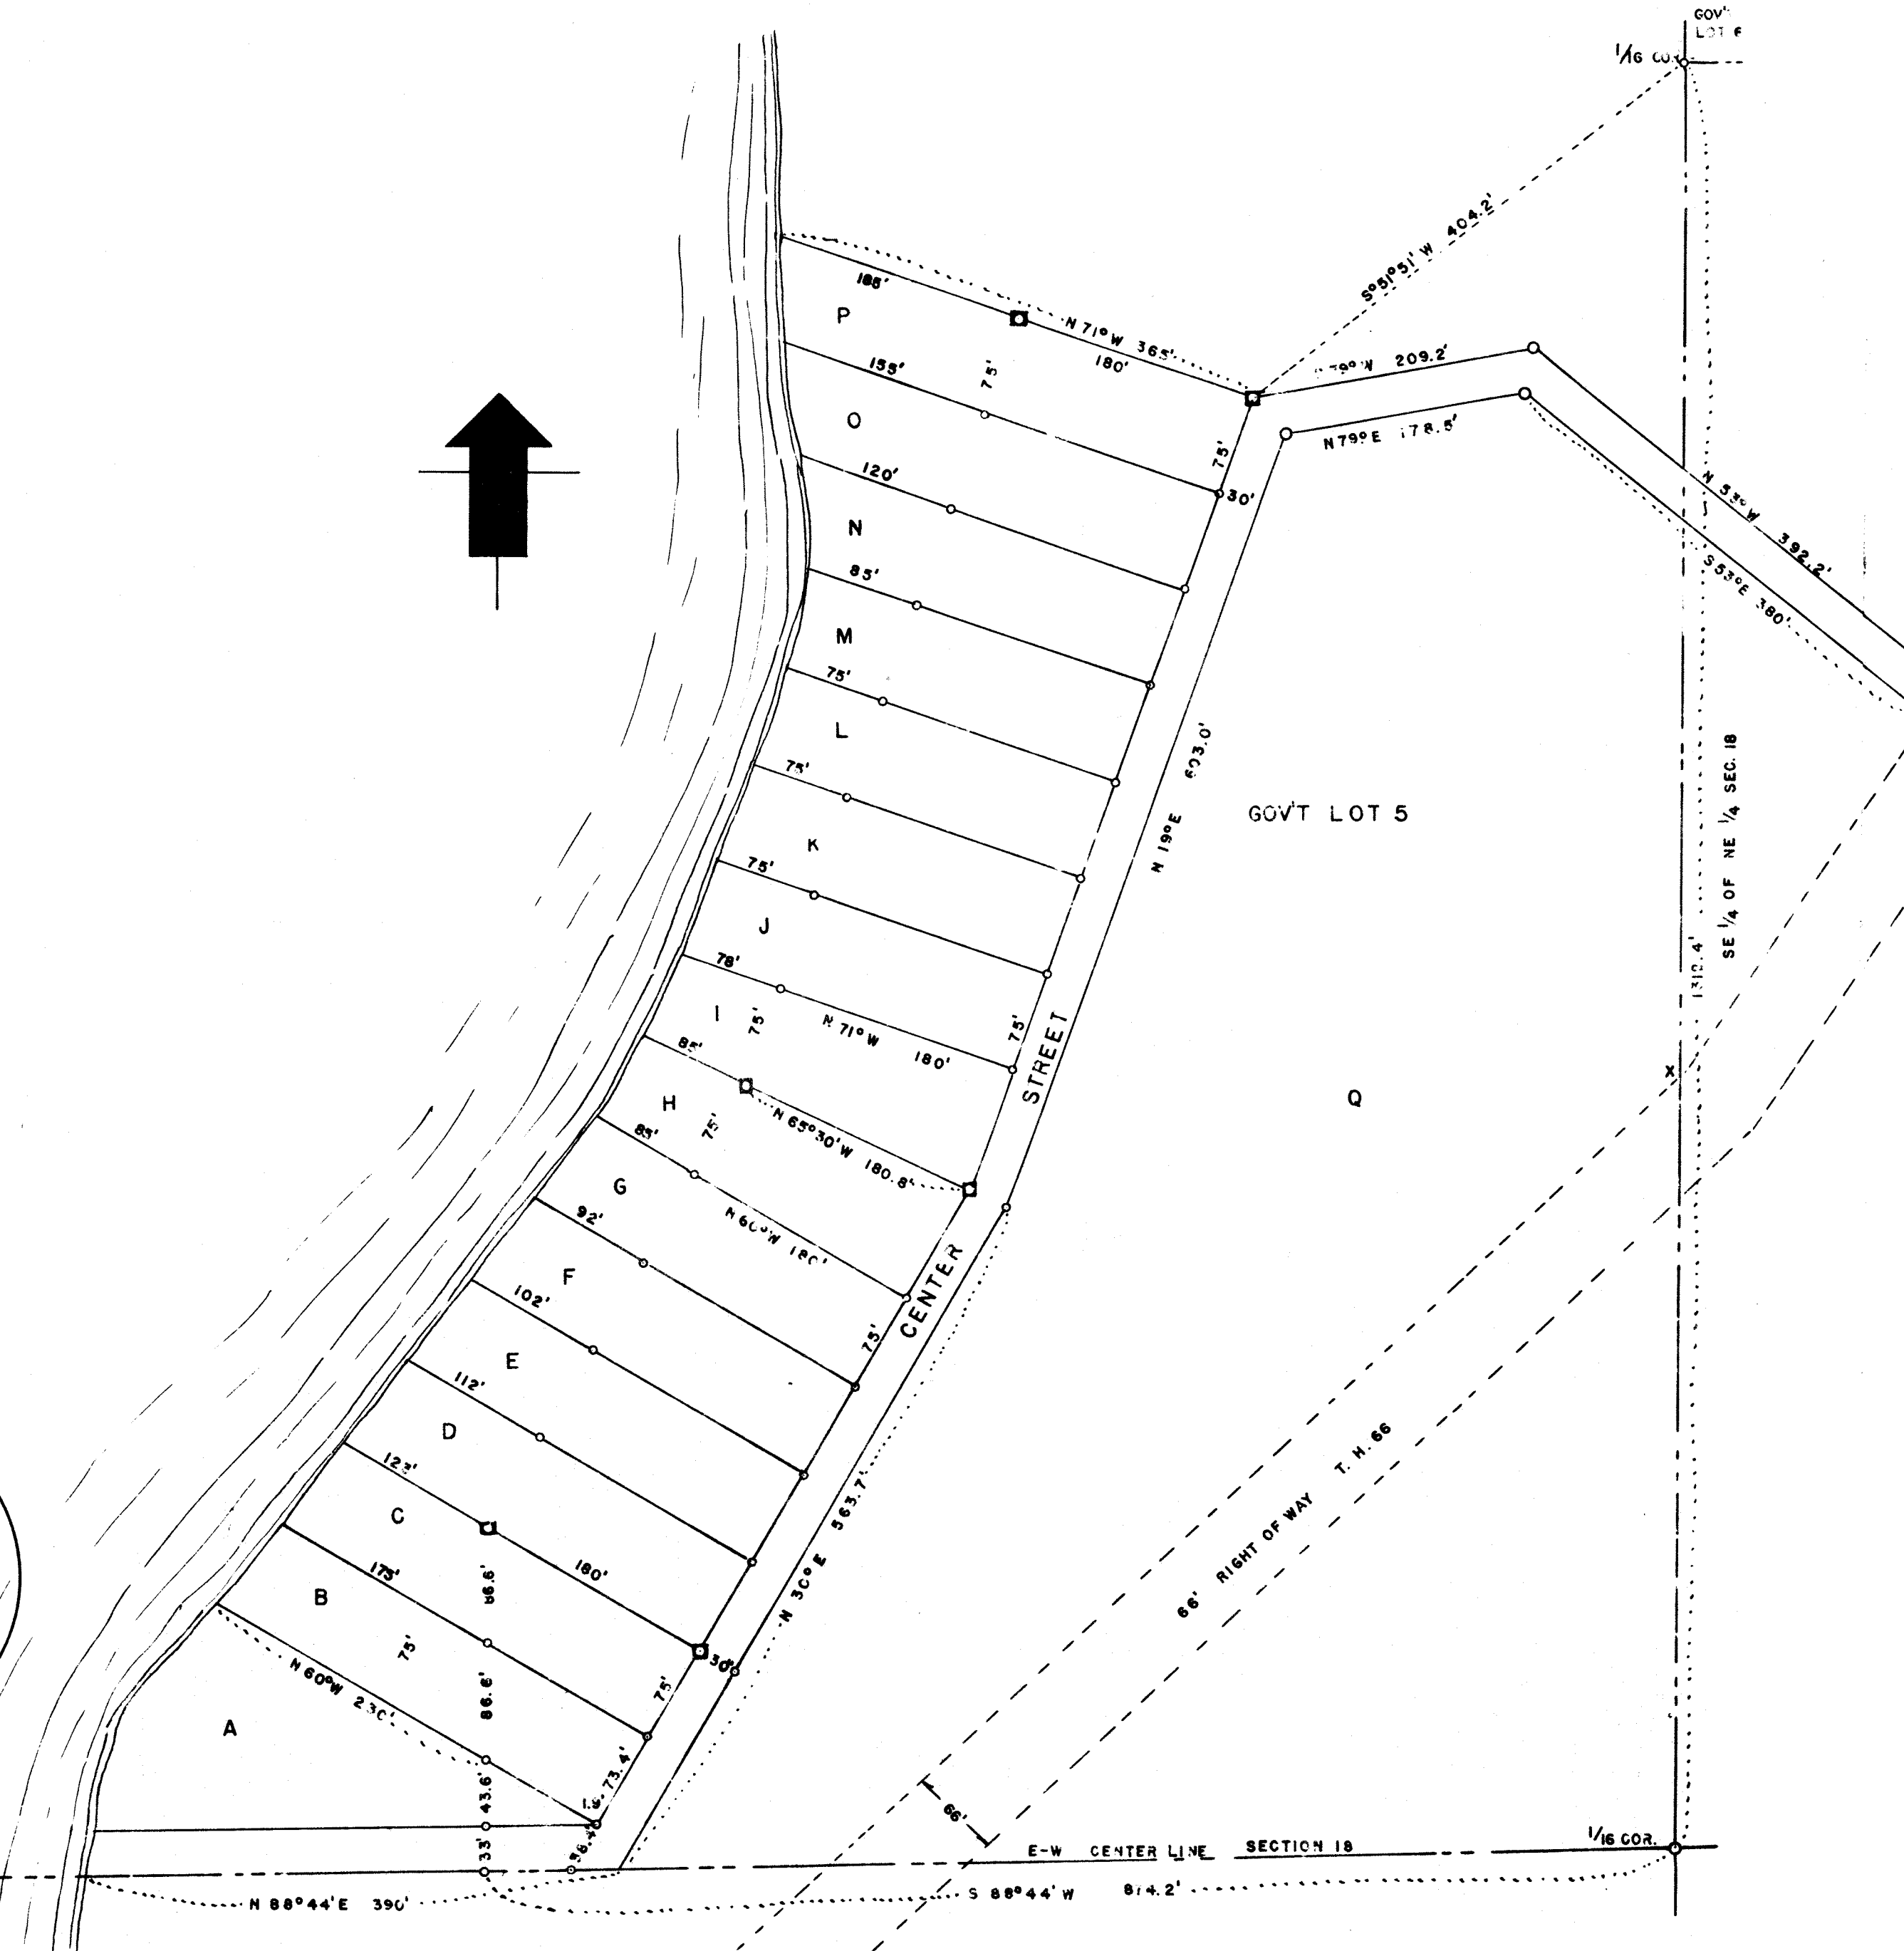 GOV'T
LOT 6
1/16 COR.
S 51°51' W 404.2'
185'
P
N 71° W 365'
180'
75'
79° W 209.2'
155'
O
N 79° E 178.5'
75'
30'
120'
N
N 53° W 392.2'
S 53° E 380'
85'
M
75'
L
N 19° E 603.0'
GOV'T LOT 5
SE 1/4 OF NE 1/4 SEC. 18
75'
K
75'
J
78'
I
75'
N 71° W 180'
75'
STREET
85'
H
75'
N 65°30' W 180.8'
X
Q
85'
G
N 60° W 180'
CENTER
92'
F
75'
102'
E
112'
D
123'
C
180'
86.6'
N 30° E 563.7'
T. H. 66
66' RIGHT OF WAY
175'
B
75'
30'
75'
N 60° W 230'
86.6'
A
73.4'
43.6'
66'
33'
38.4'
E-W CENTER LINE SECTION 18
1/16 COR.
N 88°44' E 390'
S 88°44' W 874.2'